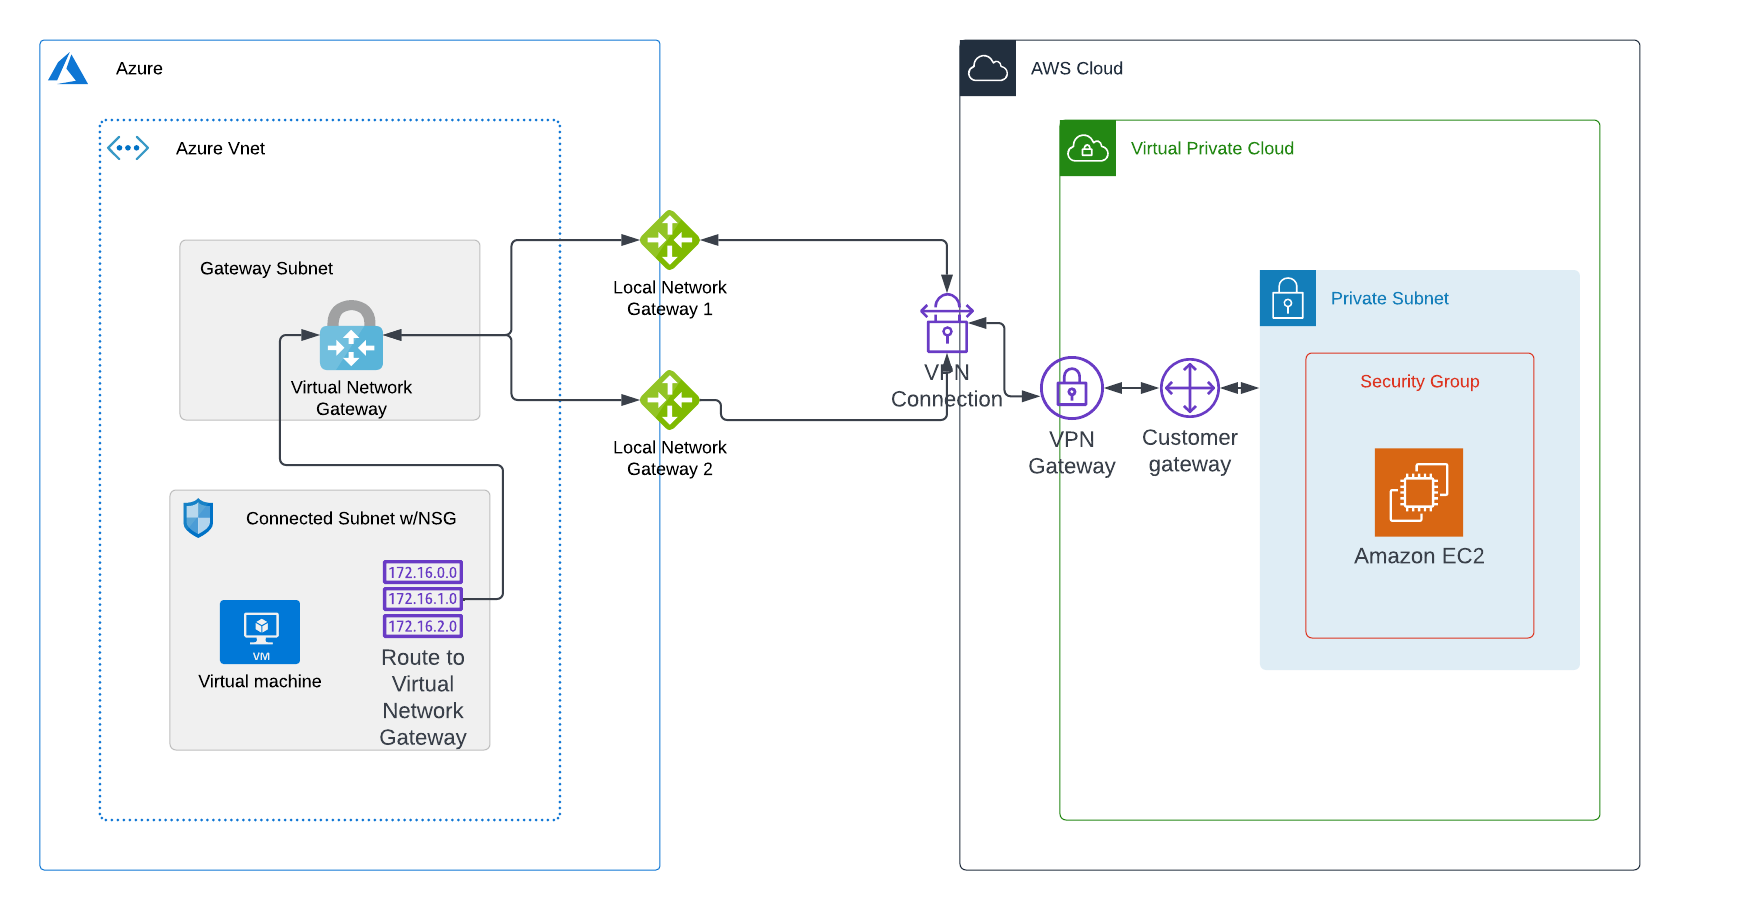 Azure
AWS Cloud
Azure Vnet
Virtual Private Cloud
Gateway Subnet
Virtual Network
Gateway
Local Network
Gateway 1
Local Network
Gateway 2
VPN
Connection
VPN
Gateway
Customer
gateway
Private Subnet
Security Group
Amazon EC2
Connected Subnet w/NSG
172.16.0.0
172.16.1.0
172.16.2.0
VM
Virtual machine
Route to
Virtual
Network
Gateway